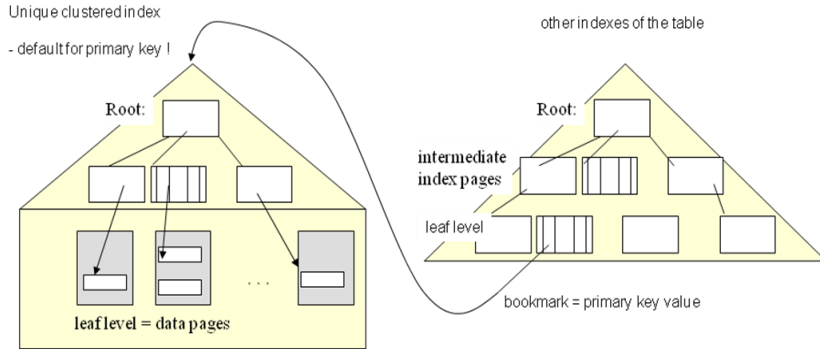 Unique clustered index
- default for primary key !
Root:
. . .
leaf level = data pages
other indexes of the table
Root:
intermediate
index pages
leaf level
bookmark = primary key value